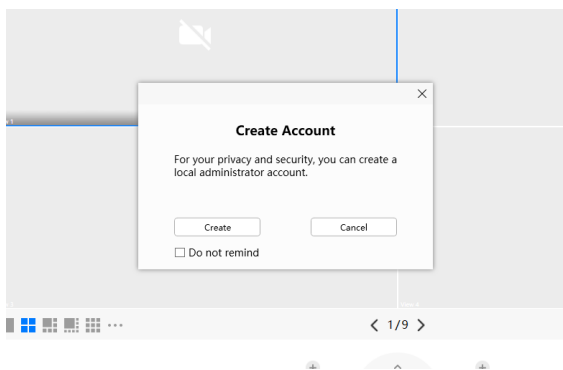 Create Account
For your privacy and security, you can create a
local administrator account.
Create
Cancel
Do not remind
1/9